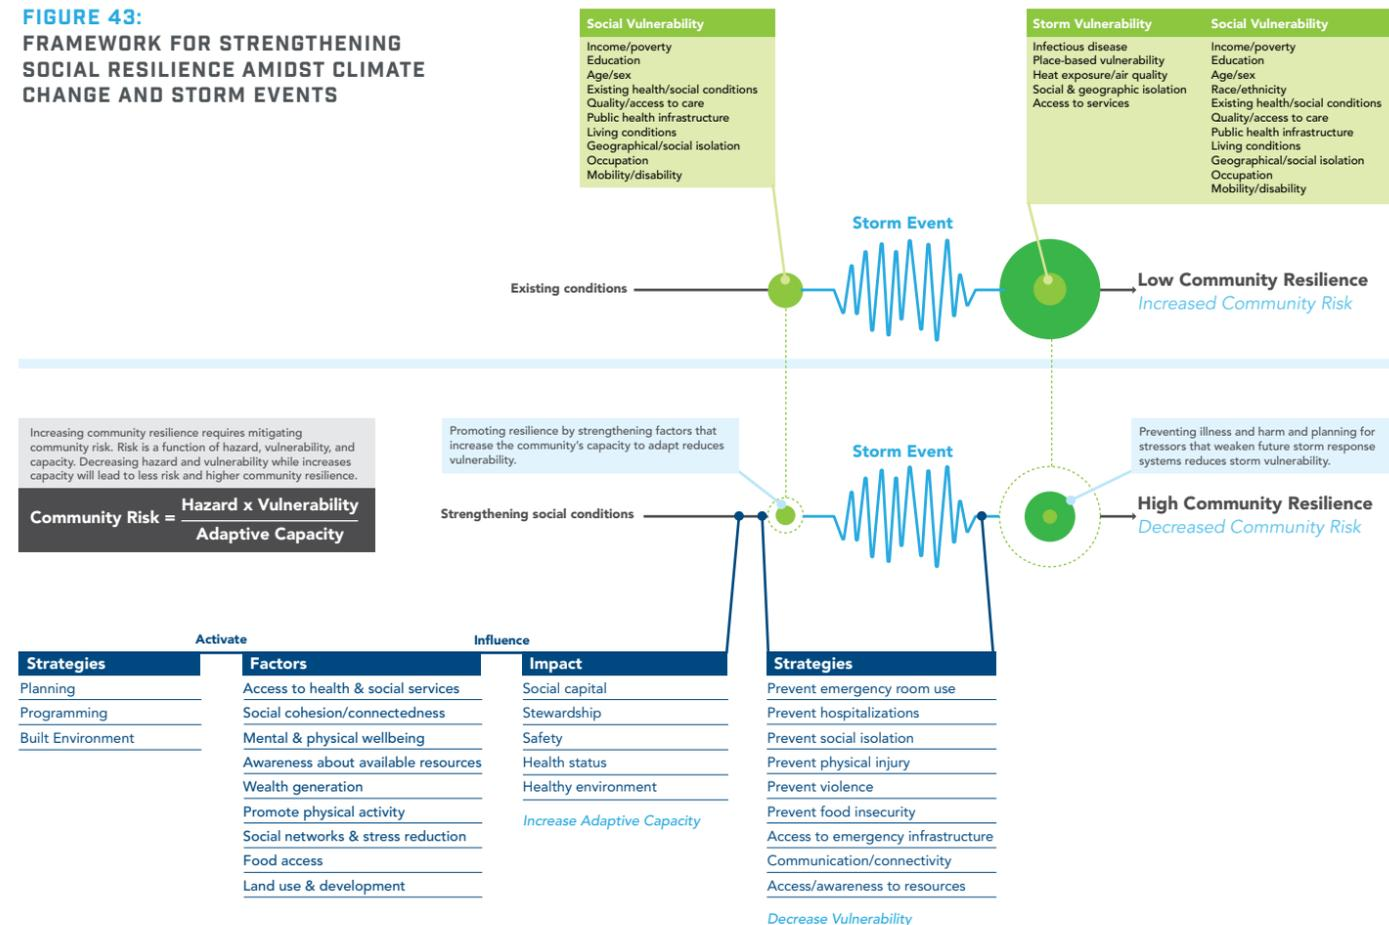 FIGURE 43:
FRAMEWORK FOR STRENGTHENING
SOCIAL RESILIENCE AMIDST CLIMATE
CHANGE AND STORM EVENTS
Social Vulnerability
Income/poverty
Education
Age/sex
Existing health/social conditions
Quality/access to care
Public health infrastructure
Living conditions
Geographical/social isolation
Occupation
Mobility/disability
Storm Vulnerability
Infectious disease
Place-based vulnerability
Heat exposure/air quality
Social & geographic isolation
Access to services
Social Vulnerability
Income/poverty
Education
Age/sex
Race/ethnicity
Existing health/social conditions
Quality/access to care
Public health infrastructure
Living conditions
Geographical/social isolation
Occupation
Mobility/disability
Existing conditions
Storm Event
Low Community Resilience
Increased Community Risk
Increasing community resilience requires mitigating
community risk. Risk is a function of hazard, vulnerability, and
capacity. Decreasing hazard and vulnerability while increases
capacity will lead to less risk and higher community resilience.
Community Risk = Hazard x Vulnerability
Adaptive Capacity
Promoting resilience by strengthening factors that
increase the community's capacity to adapt reduces
vulnerability.
Storm Event
Preventing illness and harm and planning for
stressors that weaken future storm response
systems reduces storm vulnerability.
Strengthening social conditions
High Community Resilience
Decreased Community Risk
Activate
Influence
Strategies
Planning
Programming
Built Environment
Factors
Access to health & social services
Social cohesion/connectedness
Mental & physical wellbeing
Awareness about available resources
Wealth generation
Promote physical activity
Social networks & stress reduction
Food access
Land use & development
Impact
Social capital
Stewardship
Safety
Health status
Healthy environment
Increase Adaptive Capacity
Strategies
Prevent emergency room use
Prevent hospitalizations
Prevent social isolation
Prevent physical injury
Prevent violence
Prevent food insecurity
Access to emergency infrastructure
Communication/connectivity
Access/awareness to resources
Decrease Vulnerability